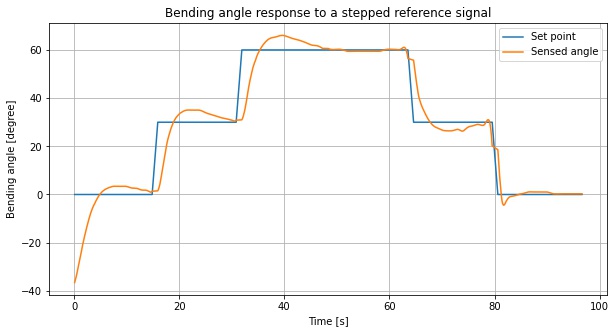 Bending angle response to a stepped reference signal
Set point
Sensed angle
Bending angle [degree]
60
40
20
0
−20
−40
0
20
40
60
80
100
Time [s]